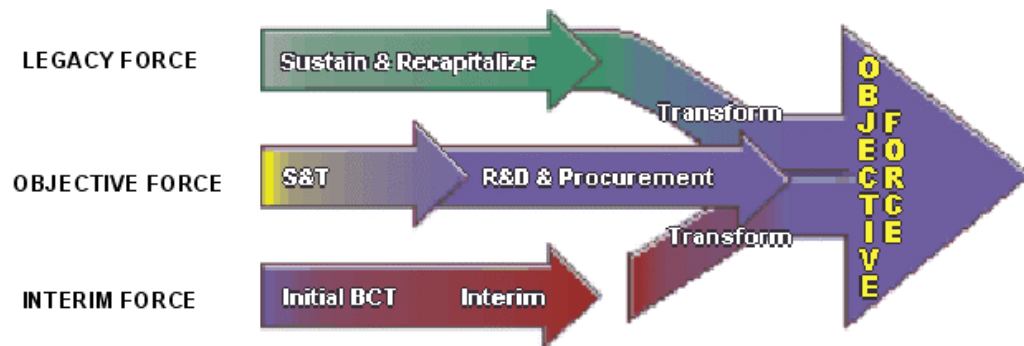 LEGACY FORCE
Sustain & Recapitalize
Transform
OBJECTIVE FORCE
S&T
R&D & Procurement
Transform
INTERIM FORCE
Initial BCT
Interim
OBJECTIVE
FORCE